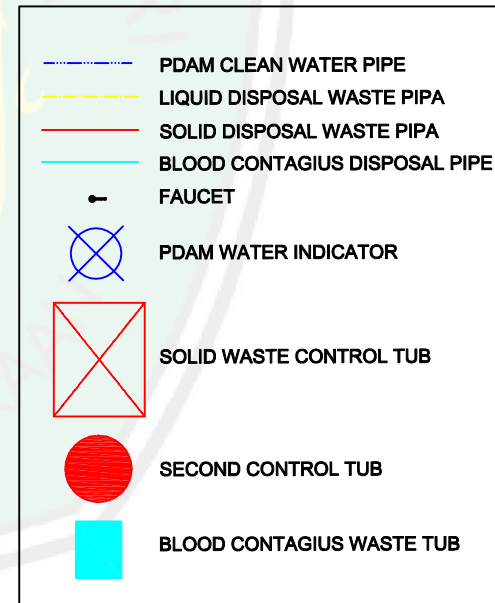 PDAM CLEAN WATER PIPE
LIQUID DISPOSAL WASTE PIPA
SOLID DISPOSAL WASTE PIPA
BLOOD CONTAGIUS DISPOSAL PIPE
FAUCET
PDAM WATER INDICATOR
SOLID WASTE CONTROL TUB
SECOND CONTROL TUB
BLOOD CONTAGIUS WASTE TUB